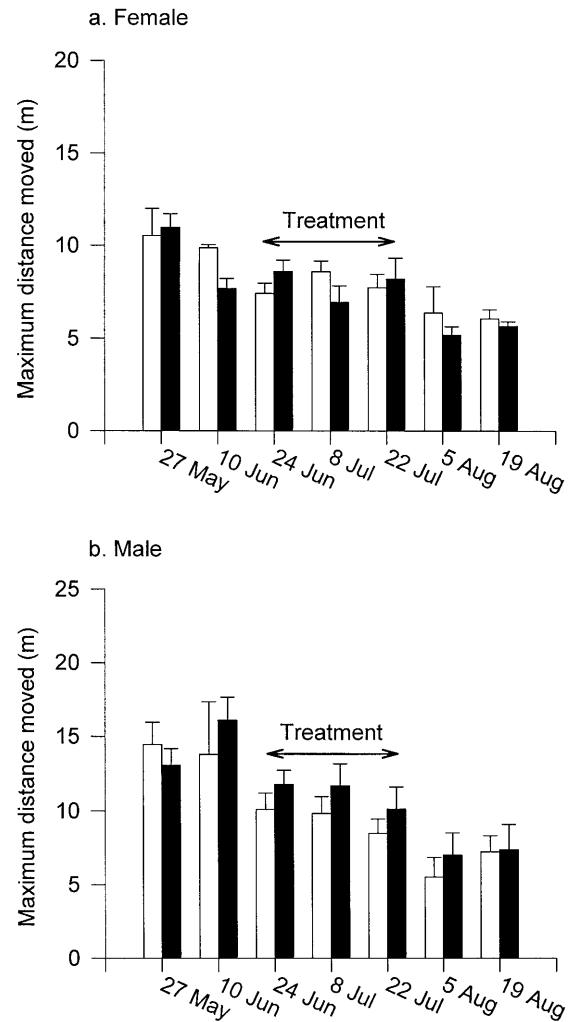 a. Female
Maximum distance moved (m)
20
15
10
5
0
Treatment
27 May
10 Jun
24 Jun
8 Jul
22 Jul
5 Aug
19 Aug
b. Male
Maximum distance moved (m)
25
20
15
10
5
0
Treatment
27 May
10 Jun
24 Jun
8 Jul
22 Jul
5 Aug
19 Aug